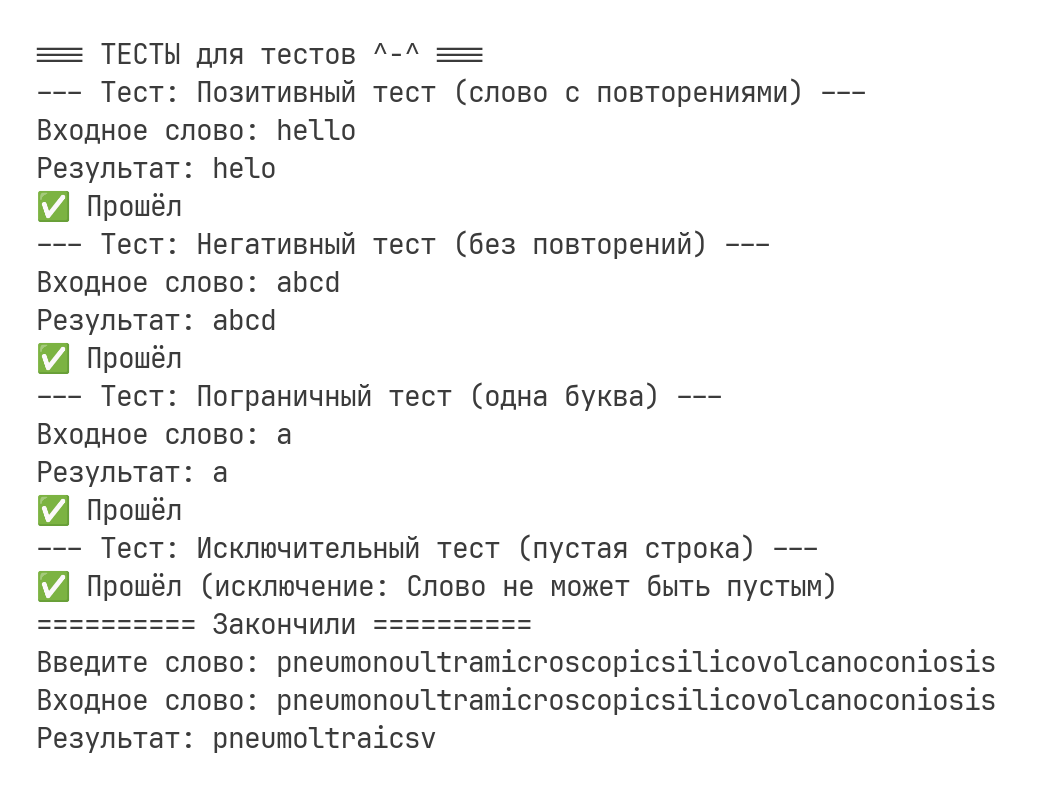 === ТЕСТЫ для тестов ^-^ ===
--- Тест: Позитивный тест (слово с повторениями) ---
Входное слово: hello
Результат: helo
✅ Прошёл
--- Тест: Негативный тест (без повторений) ---
Входное слово: abcd
Результат: abcd
✅ Прошёл
--- Тест: Пограничный тест (одна буква) ---
Входное слово: a
Результат: a
✅ Прошёл
--- Тест: Исключительный тест (пустая строка) ---
✅ Прошёл (исключение: Слово не может быть пустым)
========== Закончили ==========
Введите слово: pneumonoultramicroscopicsilicovolcanoconiosis
Входное слово: pneumonoultramicroscopicsilicovolcanoconiosis
Результат: pneumoltraicsv